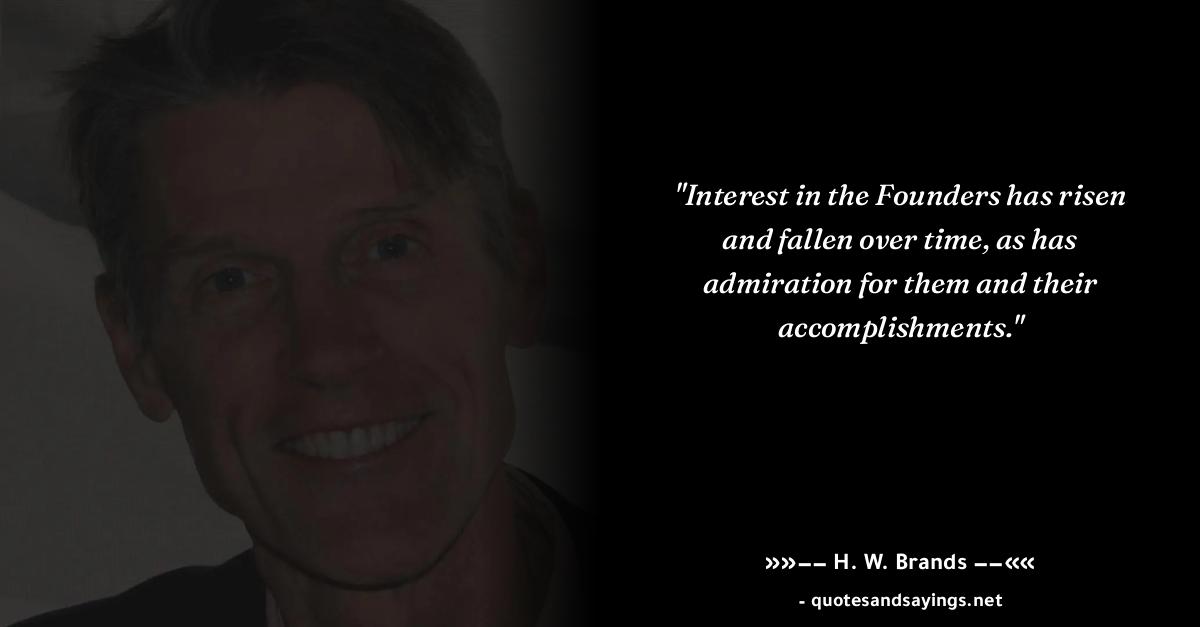 "Interest in the Founders has risen
and fallen over time, as has
admiration for them and their
accomplishments."
»»−− H. W. Brands −−««
- quotesandsayings.net